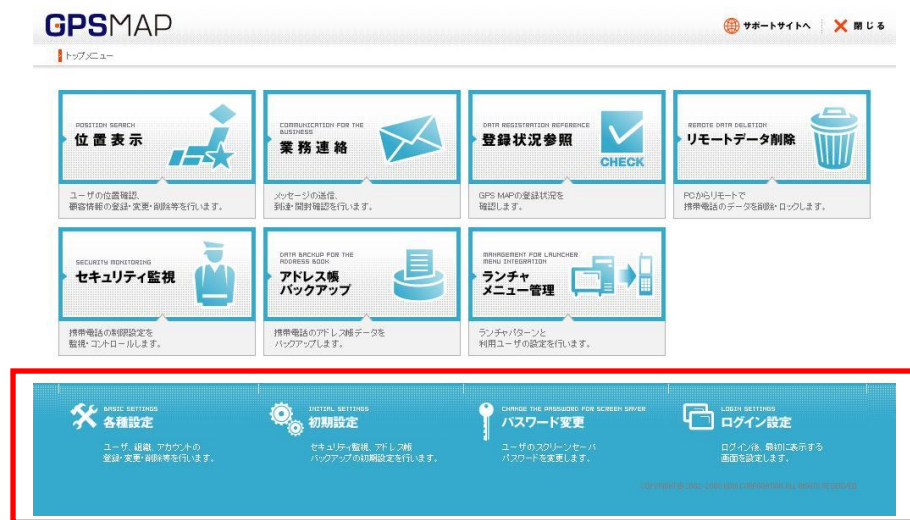 GPSMAP
サポートサイトへ
閉じる
トップメニュー
POSITION SEARCH
位置表示
ユーザの位置確認、
顧客情報の登録・変更・削除等を行います。
COMMUNICATION FOR THE
BUSINESS
業務連絡
メッセージの送信、
到達・開封確認を行います。
DATA REGISTRATION REFERENCE
登録状況参照
CHECK
GPS MAPの登録状況を
確認します。
REMOTE DATA DELETION
リモートデータ削除
PCからリモートで
携帯電話のデータを削除・ロックします。
SECURITY MONITORING
セキュリティ監視
携帯電話の制限設定を
監視・コントロールします。
DATA BACKUP FOR THE
ADDRESS BOOK
アドレス帳
バックアップ
携帯電話のアドレス帳データを
バックアップします。
MANAGEMENT FOR LAUNCHER
MENU INTEGRATION
ランチャ
メニュー管理
ランチャパターンと
利用ユーザの設定を行います。
BASIC SETTINGS
各種設定
ユーザ、組織、アカウントの
登録・変更・削除等を行います。
INITIAL SETTINGS
初期設定
セキュリティ監視、アドレス帳
バックアップの初期設定を行います。
CHANGE THE PASSWORD FOR SCREEN SAVER
パスワード変更
ユーザのスクリーンセーバ
パスワードを変更します。
LOGIN SETTINGS
ログイン設定
ログイン後、最初に表示する
画面を設定します。